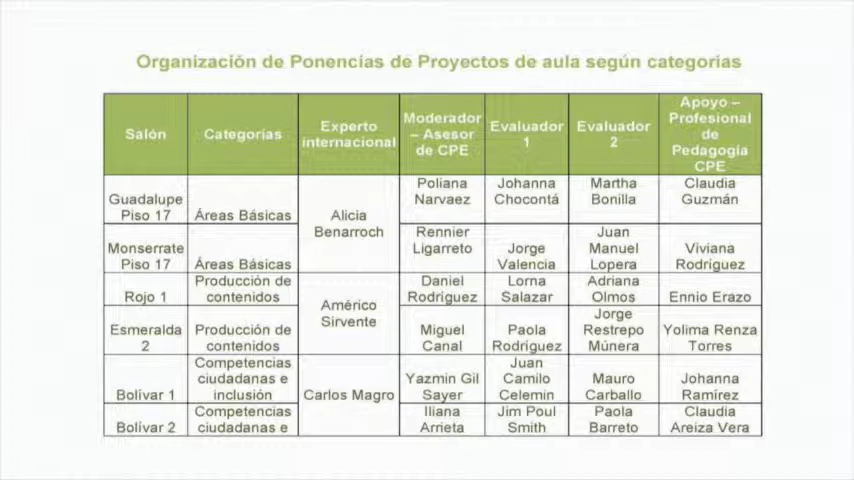 Organización de Ponencias de Proyectos de aula según categorias
Salón Categorías Experto internacional Moderador – Asesor de CPE Evaluador 1 Evaluador 2 Apoyo – Profesional de Pedagogía CPE
Guadalupe Piso 17 Áreas Básicas Alicia Benarroch Poliana Narvaez Johanna Chocontá Martha Bonilla Claudia Guzmán
Monserrate Piso 17 Áreas Básicas Rennier Ligarreto Jorge Valencia Juan Manuel Lopera Viviana Rodríguez
Rojo 1 Producción de contenidos Américo Sirvente Daniel Rodríguez Lorna Salazar Adriana Olmos Ennio Erazo
Esmeralda 2 Producción de contenidos Miguel Canal Paola Rodríguez Jorge Restrepo Múnera Yolima Renza Torres
Bolívar 1 Competencias ciudadanas e inclusión Carlos Magro Yazmin Gil Sayer Juan Camilo Celemin Mauro Carballo Johanna Ramírez
Bolívar 2 Competencias ciudadanas e Iliana Arrieta Jim Poul Smith Paola Barreto Claudia Areiza Vera